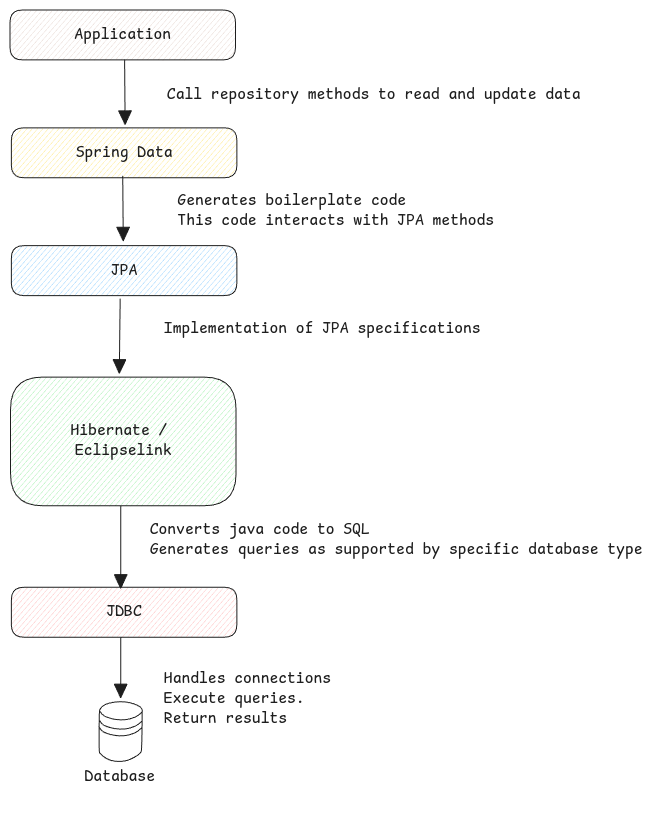 Application
Call repository methods to read and update data
Spring Data
Generates boilerplate code
This code interacts with JPA methods
JPA
Implementation of JPA specifications
Hibernate /
Eclipselink
Converts java code to SQL
Generates queries as supported by specific database type
JDBC
Handles connections
Execute queries.
Return results
Database